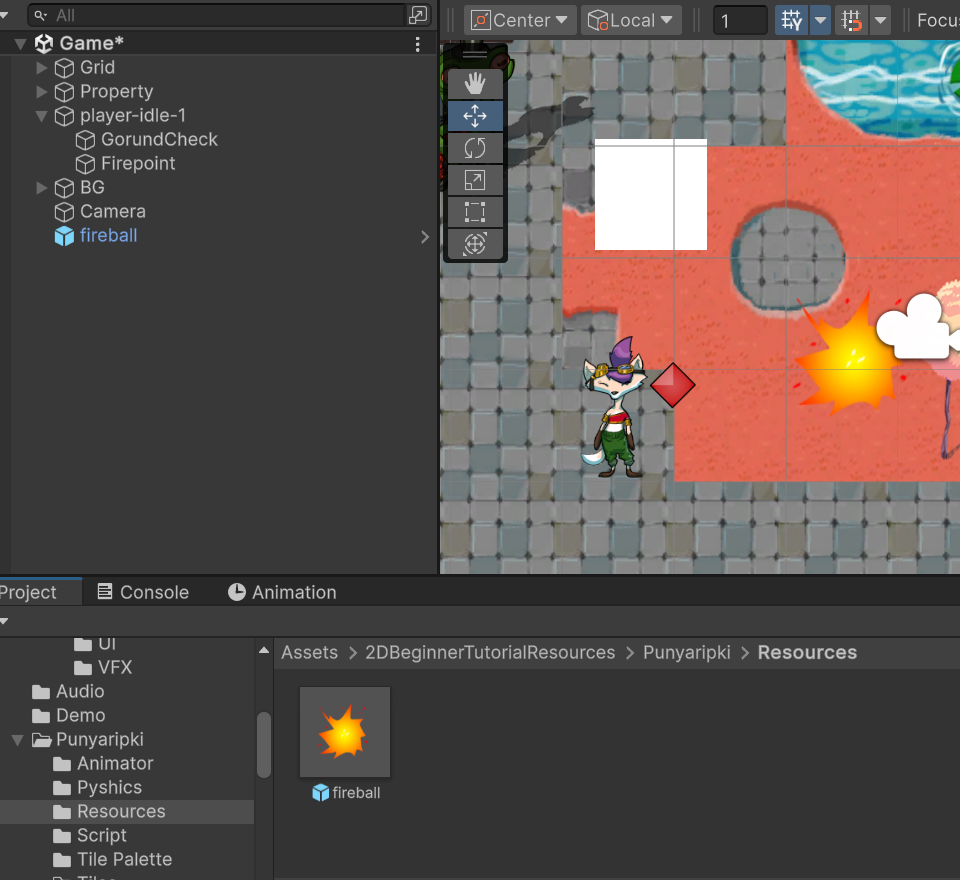 All
Center
Local
1
Focu
Game*
Grid
Property
player-idle-1
GorundCheck
Firepoint
BG
Camera
fireball
Project
Console
Animation
UI
VFX
Audio
Demo
Punyaripki
Animator
Pyshics
Resources
Script
Tile Palette
Assets > 2DBeginnerTutorialResources > Punyaripki > Resources
fireball